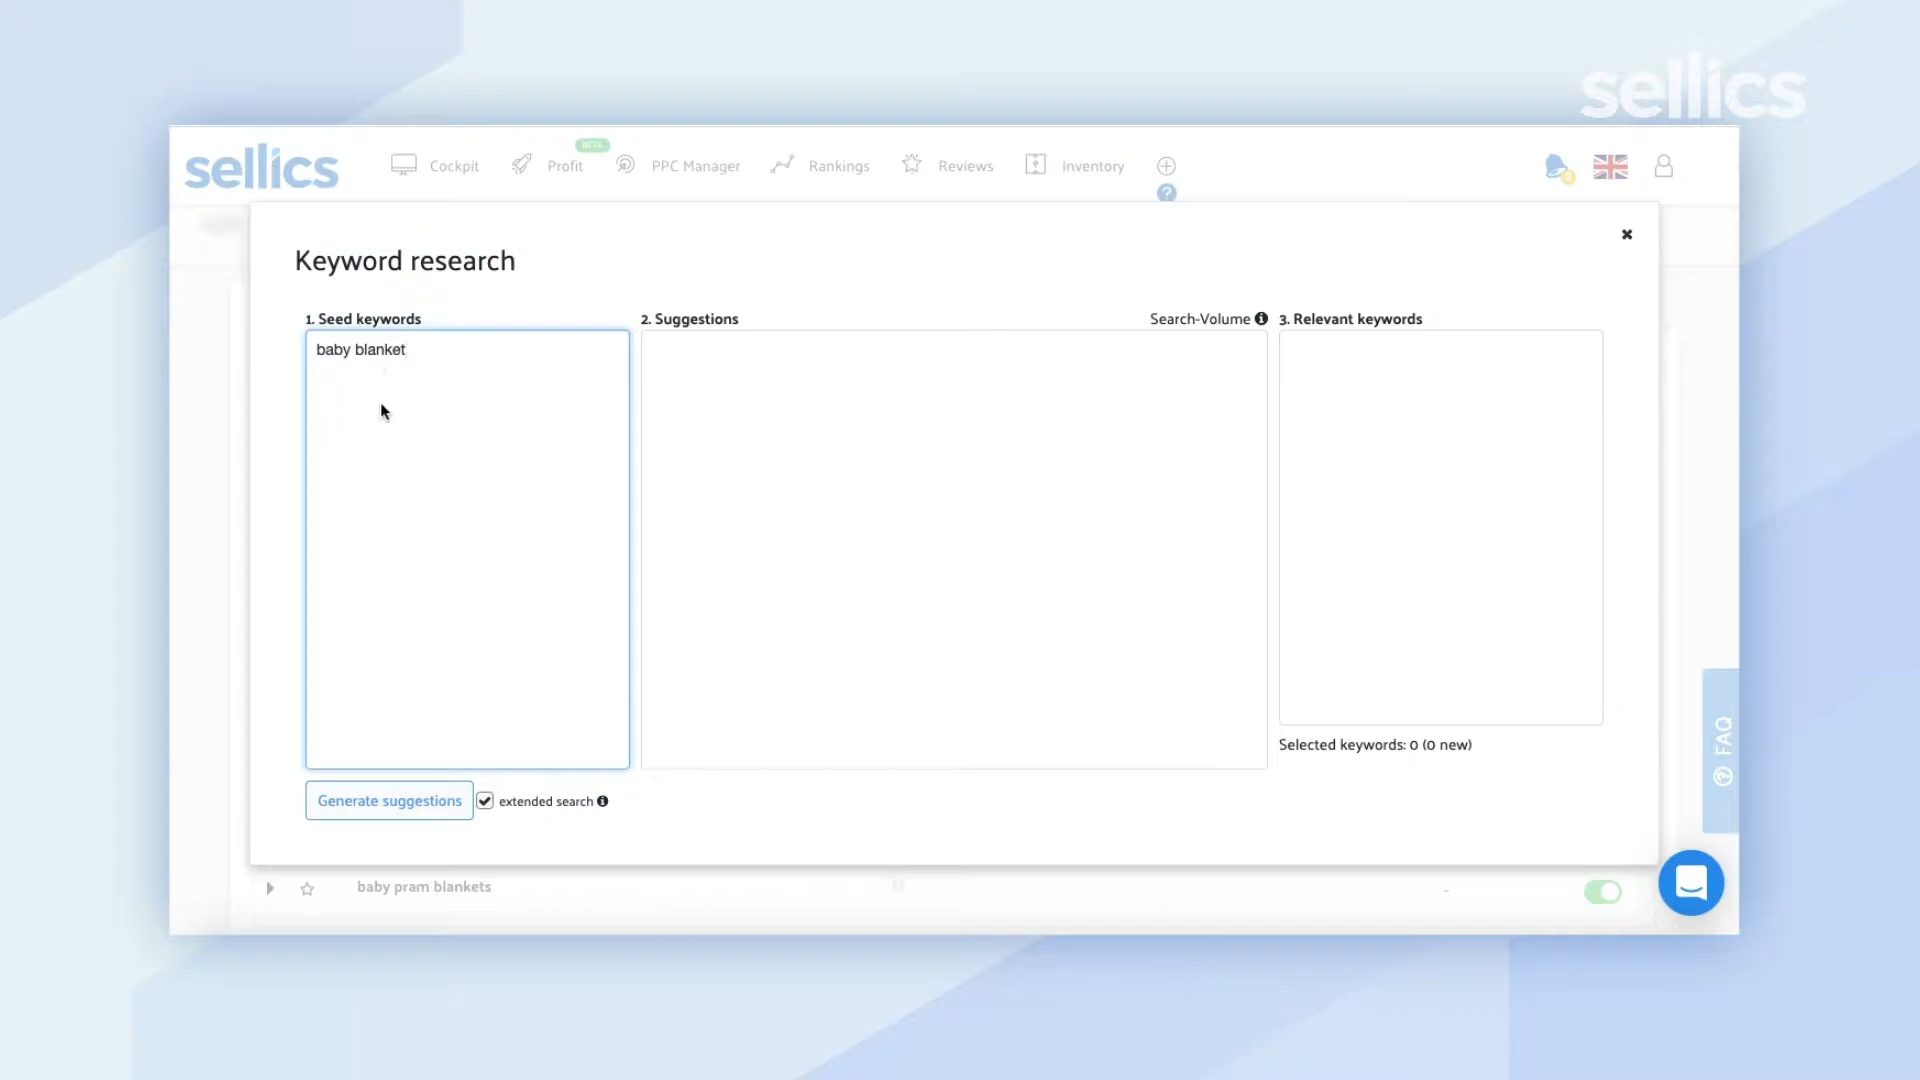 sellics
sellics
Cockpit
Profit
BETA
PPC Manager
Rankings
Reviews
Inventory
?
Keyword research
1. Seed keywords
2. Suggestions
Search-Volume
3. Relevant keywords
baby blanket
Selected keywords: 0 (0 new)
Generate suggestions
extended search
FAQ
baby pram blankets
-